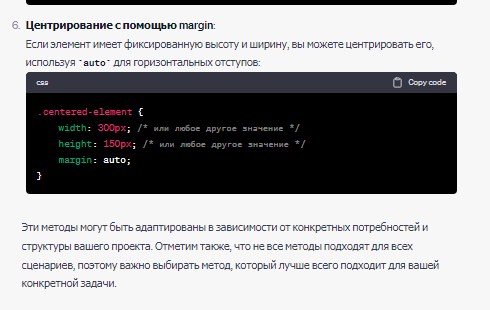 6. Центрирование с помощью margin:
Если элемент имеет фиксированную высоту и ширину, вы можете центрировать его,
используя `auto` для горизонтальных отступов:
css Copy code
.centered-element {
    width: 300px; /* или любое другое значение */
    height: 150px; /* или любое другое значение */
    margin: auto;
}
Эти методы могут быть адаптированы в зависимости от конкретных потребностей и
структуры вашего проекта. Отметим также, что не все методы подходят для всех
сценариев, поэтому важно выбирать метод, который лучше всего подходит для вашей
конкретной задачи.